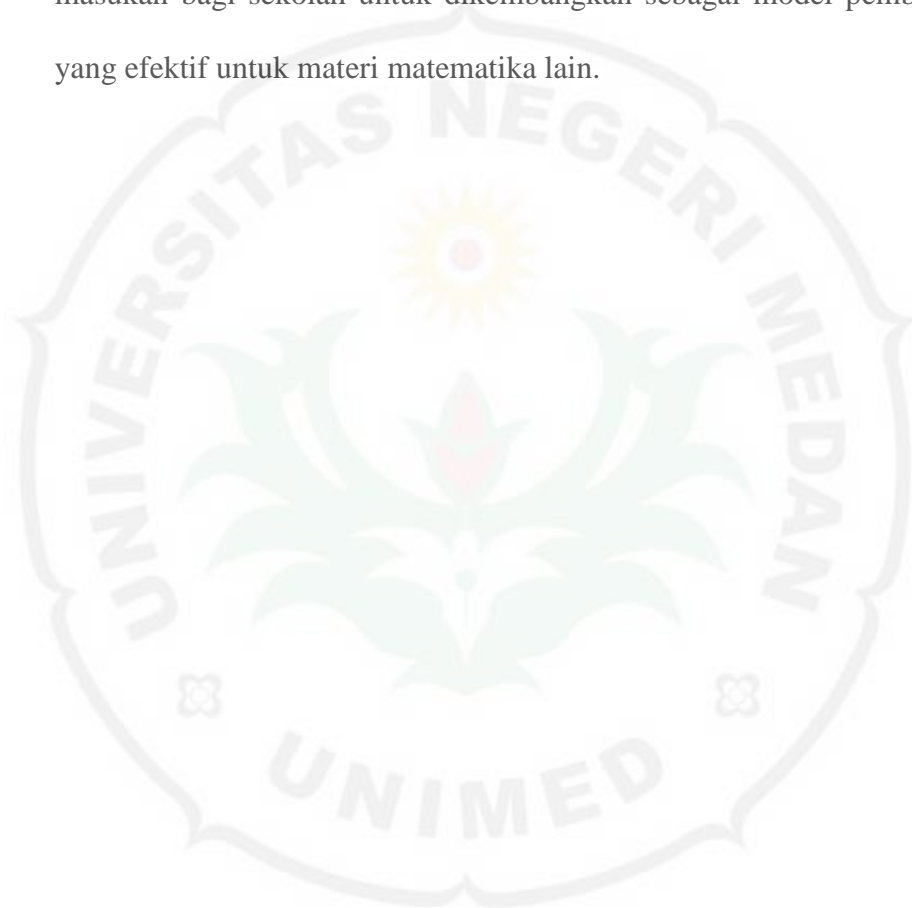 masukan bagi sekolah untuk dikembangkan sebagai model
yang efektif untuk materi matematika lain.
UNIVERSITAS NEGERI MEDAN
UNIMED